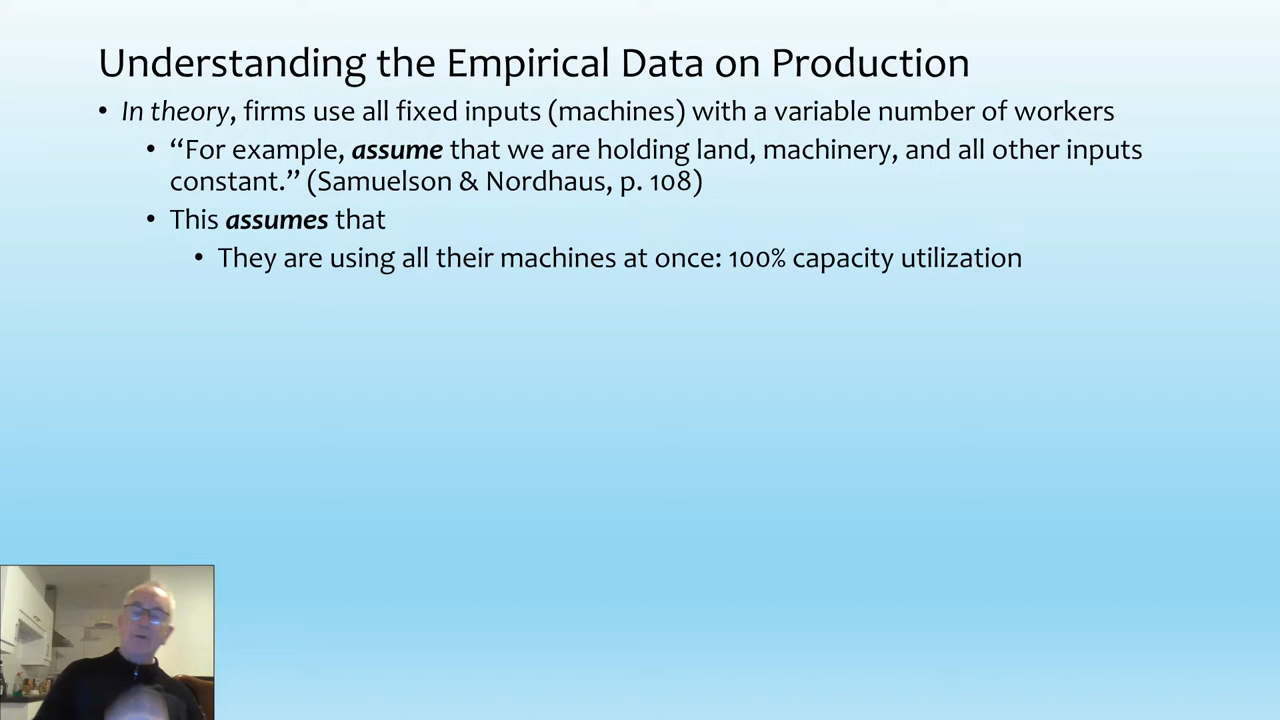 Understanding the Empirical Data on Production
• In theory, firms use all fixed inputs (machines) with a variable number of workers
• “For example, assume that we are holding land, machinery, and all other inputs
constant.” (Samuelson & Nordhaus, p. 108)
• This assumes that
• They are using all their machines at once: 100% capacity utilization